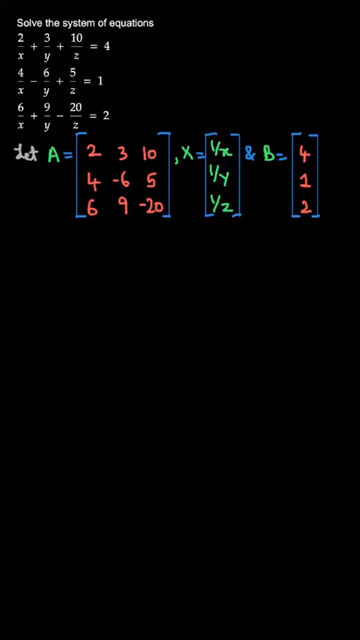 Solve the system of equations
2/x + 3/y + 10/z = 4
4/x − 6/y + 5/z = 1
6/x + 9/y − 20/z = 2
Let A = [2 3 10 , X = [1/x & B = [4
4 -6 5 1/y 1
6 9 -20] 1/z] 2]